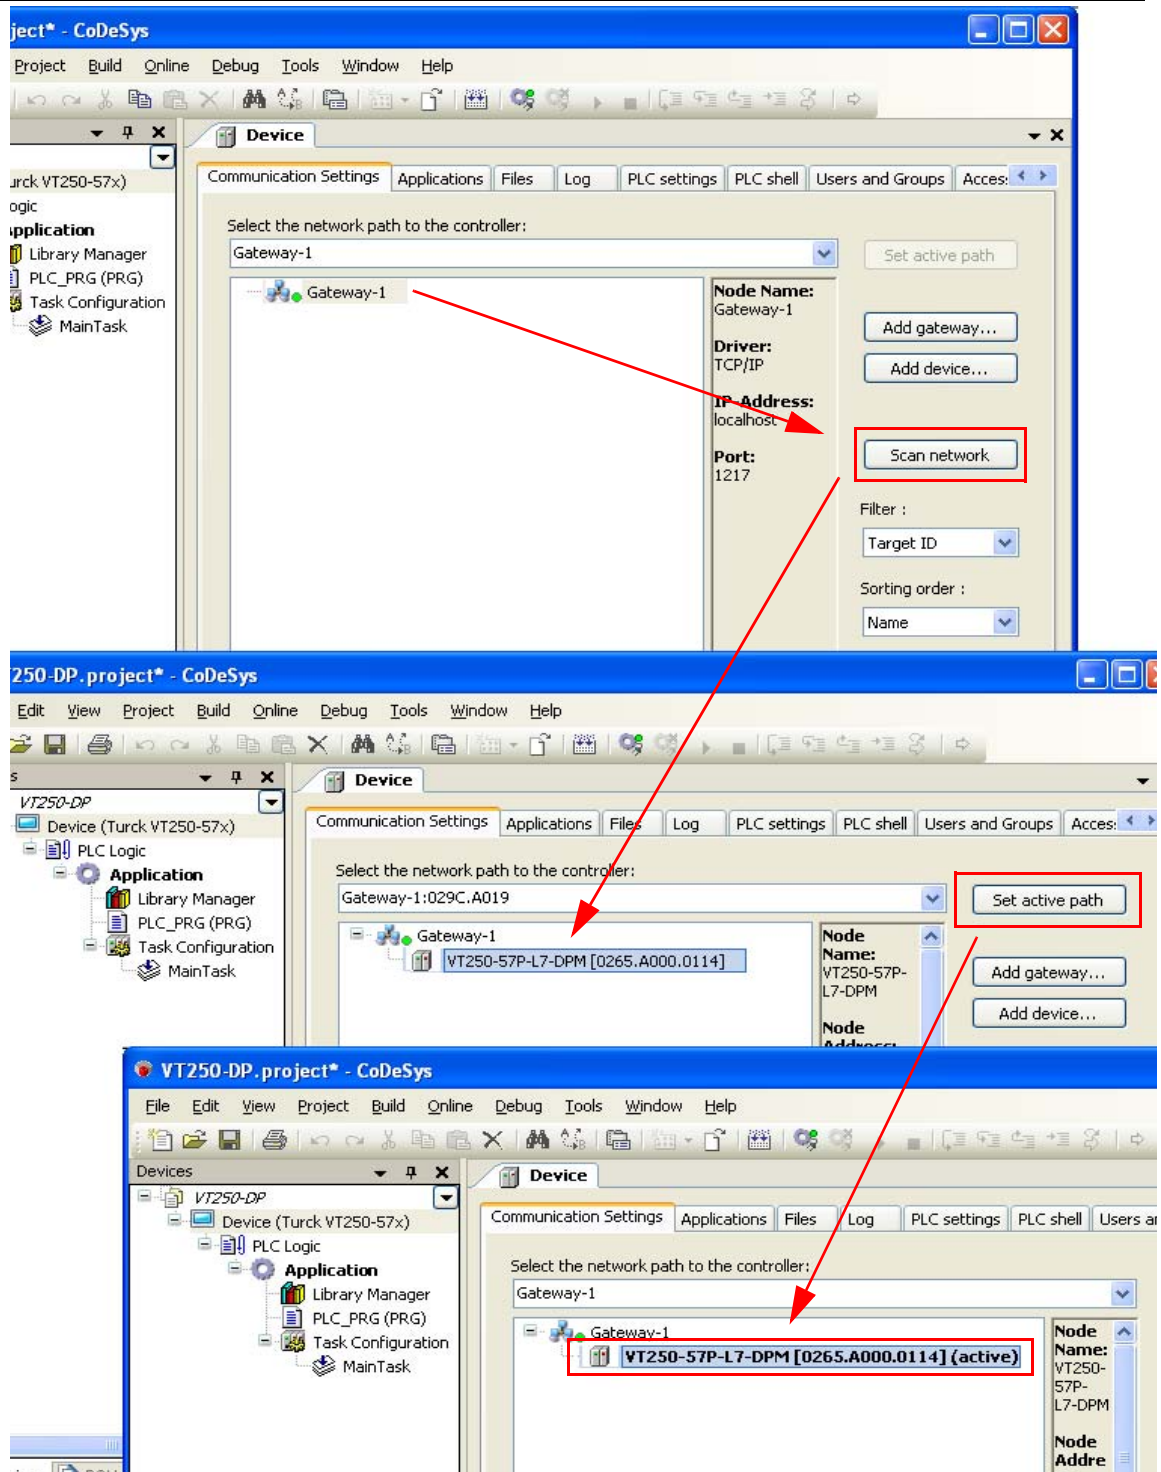 ject* - CoDeSys
Project Build Online Debug Tools Window Help
Device
urck VT250-57x)
ogic
pplication
Library Manager
PLC_PRG (PRG)
Task Configuration
MainTask
Communication Settings Applications Files Log PLC settings PLC shell Users and Groups Acces
Select the network path to the controller:
Gateway-1
Set active path
Gateway-1
Node Name:
Gateway-1
Driver:
TCP/IP
IP-Address:
localhost
Port:
1217
Add gateway...
Add device...
Scan network
Filter :
Target ID
Sorting order :
Name
250-DP.project* - CoDeSys
Edit View Project Build Online Debug Tools Window Help
s
Device
VT250-DP
Device (Turck VT250-57x)
PLC Logic
Application
Library Manager
PLC_PRG (PRG)
Task Configuration
MainTask
Communication Settings Applications Files Log PLC settings PLC shell Users and Groups Acces
Select the network path to the controller:
Gateway-1:029C.A019
Set active path
Gateway-1
VT250-57P-L7-DPM [0265.A000.0114]
Node
Name:
VT250-57P-
L7-DPM
Node
Address:
Add gateway...
Add device...
VT250-DP.project* - CoDeSys
File Edit View Project Build Online Debug Tools Window Help
Devices
Device
VT250-DP
Device (Turck VT250-57x)
PLC Logic
Application
Library Manager
PLC_PRG (PRG)
Task Configuration
MainTask
Communication Settings Applications Files Log PLC settings PLC shell Users ar
Select the network path to the controller:
Gateway-1
Gateway-1
VT250-57P-L7-DPM [0265.A000.0114] (active)
Node
Name:
VT250-
57P-
L7-DPM
Node
Addre